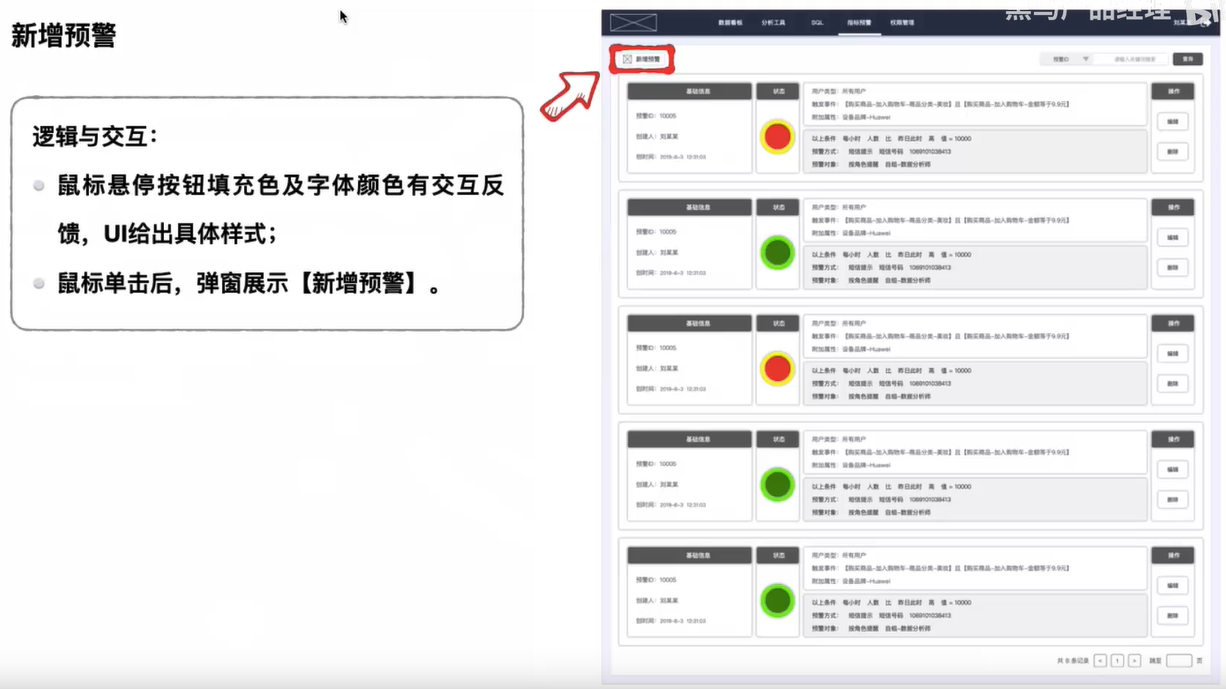 新增预警
逻辑与交互：
鼠标悬停按钮填充色及字体颜色有交互反
馈，UI给出具体样式；
鼠标单击后，弹窗展示【新增预警】。
黑马产品经理
数据看板 分析工具 SQL 指标预警 权限管理
新增预警 预警ID 查询
基础信息 状态 操作
用户类型：所有用户
触发事件：【购买商品-加入购物车-商品分类-美妆】且【购买商品-加入购物车-金额等于9.9元】
附加属性：设备品牌-Huawei
预警ID：10005
创建人：刘某某
创时间：2019-6-3 12:31:03
以上条件 每小时 人数 比 昨日此时 高 值 = 10000
预警方式： 短信提示 短信号码 1069101038413
预警对象： 按角色提醒 自组-数据分析师
编辑
删除
基础信息 状态 操作
用户类型：所有用户
触发事件：【购买商品-加入购物车-商品分类-美妆】且【购买商品-加入购物车-金额等于9.9元】
附加属性：设备品牌-Huawei
预警ID：10005
创建人：刘某某
创时间：2019-6-3 12:31:03
以上条件 每小时 人数 比 昨日此时 高 值 = 10000
预警方式： 短信提示 短信号码 1069101038413
预警对象： 按角色提醒 自组-数据分析师
编辑
删除
基础信息 状态 操作
用户类型：所有用户
触发事件：【购买商品-加入购物车-商品分类-美妆】且【购买商品-加入购物车-金额等于9.9元】
附加属性：设备品牌-Huawei
预警ID：10005
创建人：刘某某
创时间：2019-6-3 12:31:03
以上条件 每小时 人数 比 昨日此时 高 值 = 10000
预警方式： 短信提示 短信号码 1069101038413
预警对象： 按角色提醒 自组-数据分析师
编辑
删除
基础信息 状态 操作
用户类型：所有用户
触发事件：【购买商品-加入购物车-商品分类-美妆】且【购买商品-加入购物车-金额等于9.9元】
附加属性：设备品牌-Huawei
预警ID：10005
创建人：刘某某
创时间：2019-6-3 12:31:03
以上条件 每小时 人数 比 昨日此时 高 值 = 10000
预警方式： 短信提示 短信号码 1069101038413
预警对象： 按角色提醒 自组-数据分析师
编辑
删除
基础信息 状态 操作
用户类型：所有用户
触发事件：【购买商品-加入购物车-商品分类-美妆】且【购买商品-加入购物车-金额等于9.9元】
附加属性：设备品牌-Huawei
预警ID：10005
创建人：刘某某
创时间：2019-6-3 12:31:03
以上条件 每小时 人数 比 昨日此时 高 值 = 10000
预警方式： 短信提示 短信号码 1069101038413
预警对象： 按角色提醒 自组-数据分析师
编辑
删除
共 8 条记录 < 1 > 跳至 页